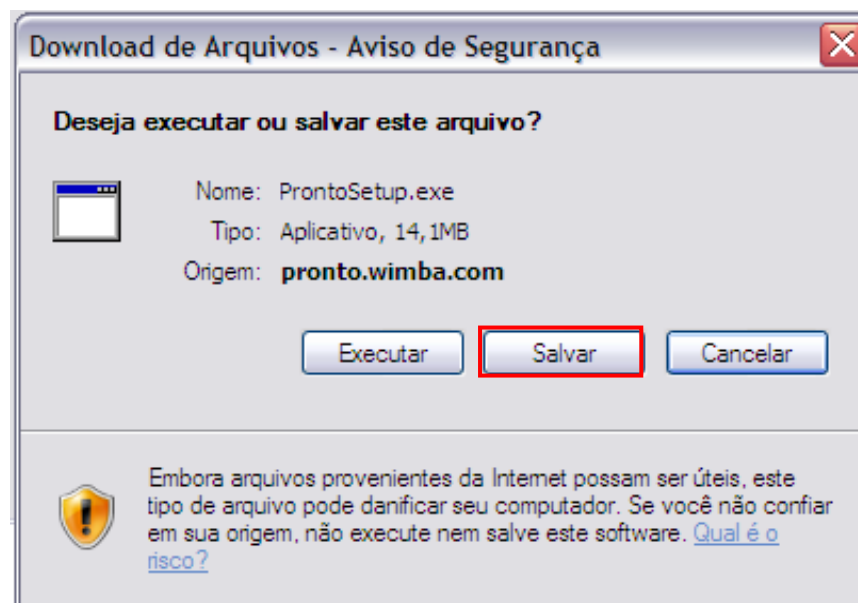 Download de Arquivos - Aviso de Segurança
Deseja executar ou salvar este arquivo?
Nome: ProntoSetup.exe
Tipo: Aplicativo, 14,1MB
Origem: pronto.wimba.com
Executar Salvar Cancelar
Embora arquivos provenientes da Internet possam ser úteis, este
tipo de arquivo pode danificar seu computador. Se você não confiar
em sua origem, não execute nem salve este software. Qual é o
risco?